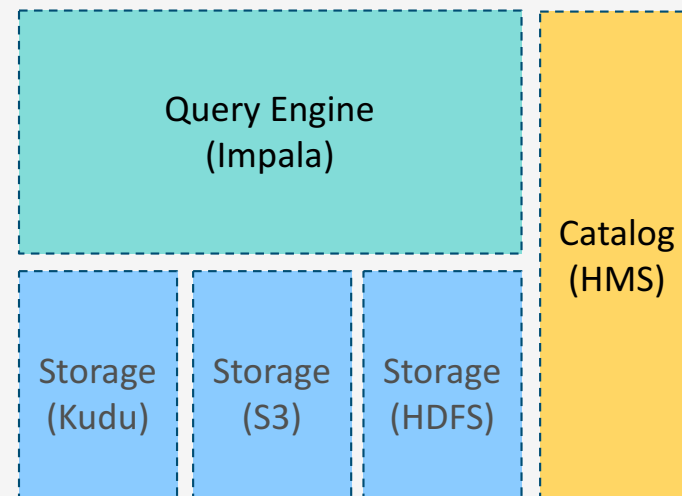 Query Engine
(Impala)
Catalog
(HMS)
Storage
(Kudu)
Storage
(S3)
Storage
(HDFS)